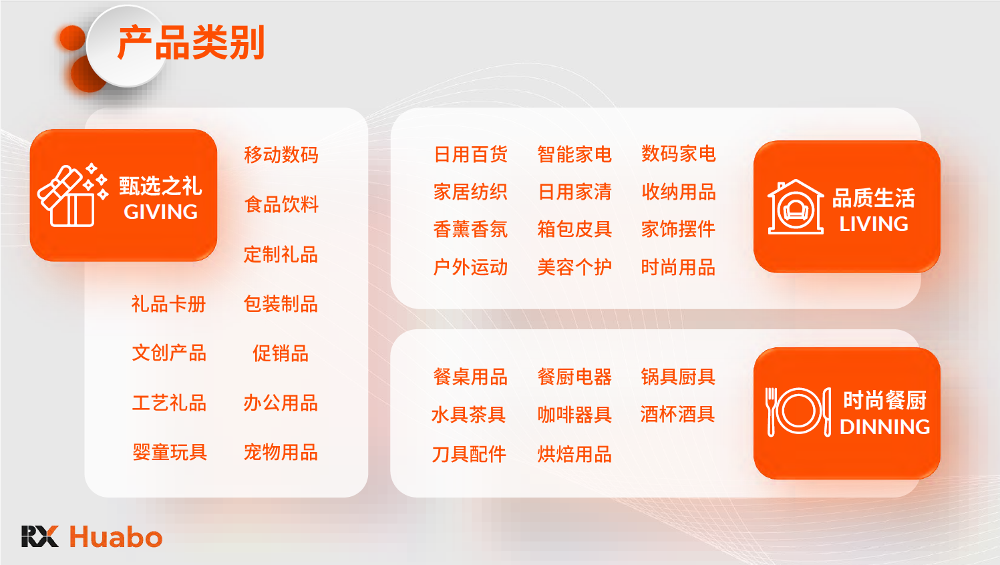 产品类别
甄选之礼
GIVING
移动数码
食品饮料
定制礼品
礼品卡册 包装制品
文创产品 促销品
工艺礼品 办公用品
婴童玩具 宠物用品
日用百货 智能家电 数码家电
家居纺织 日用家清 收纳用品
香薰香氛 箱包皮具 家饰摆件
户外运动 美容个护 时尚用品
品质生活
LIVING
餐桌用品 餐厨电器 锅具厨具
水具茶具 咖啡器具 酒杯酒具
刀具配件 烘焙用品
时尚餐厨
DINNING
RX Huabo